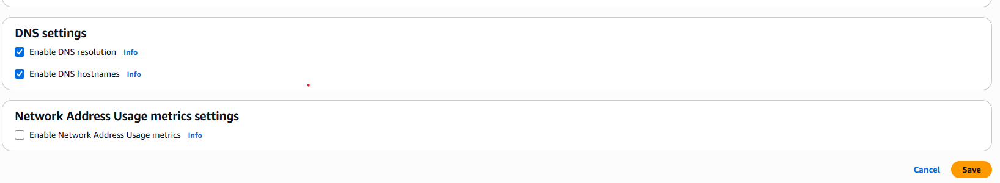 DNS settings
Enable DNS resolution Info
Enable DNS hostnames Info
Network Address Usage metrics settings
Enable Network Address Usage metrics Info
Cancel Save